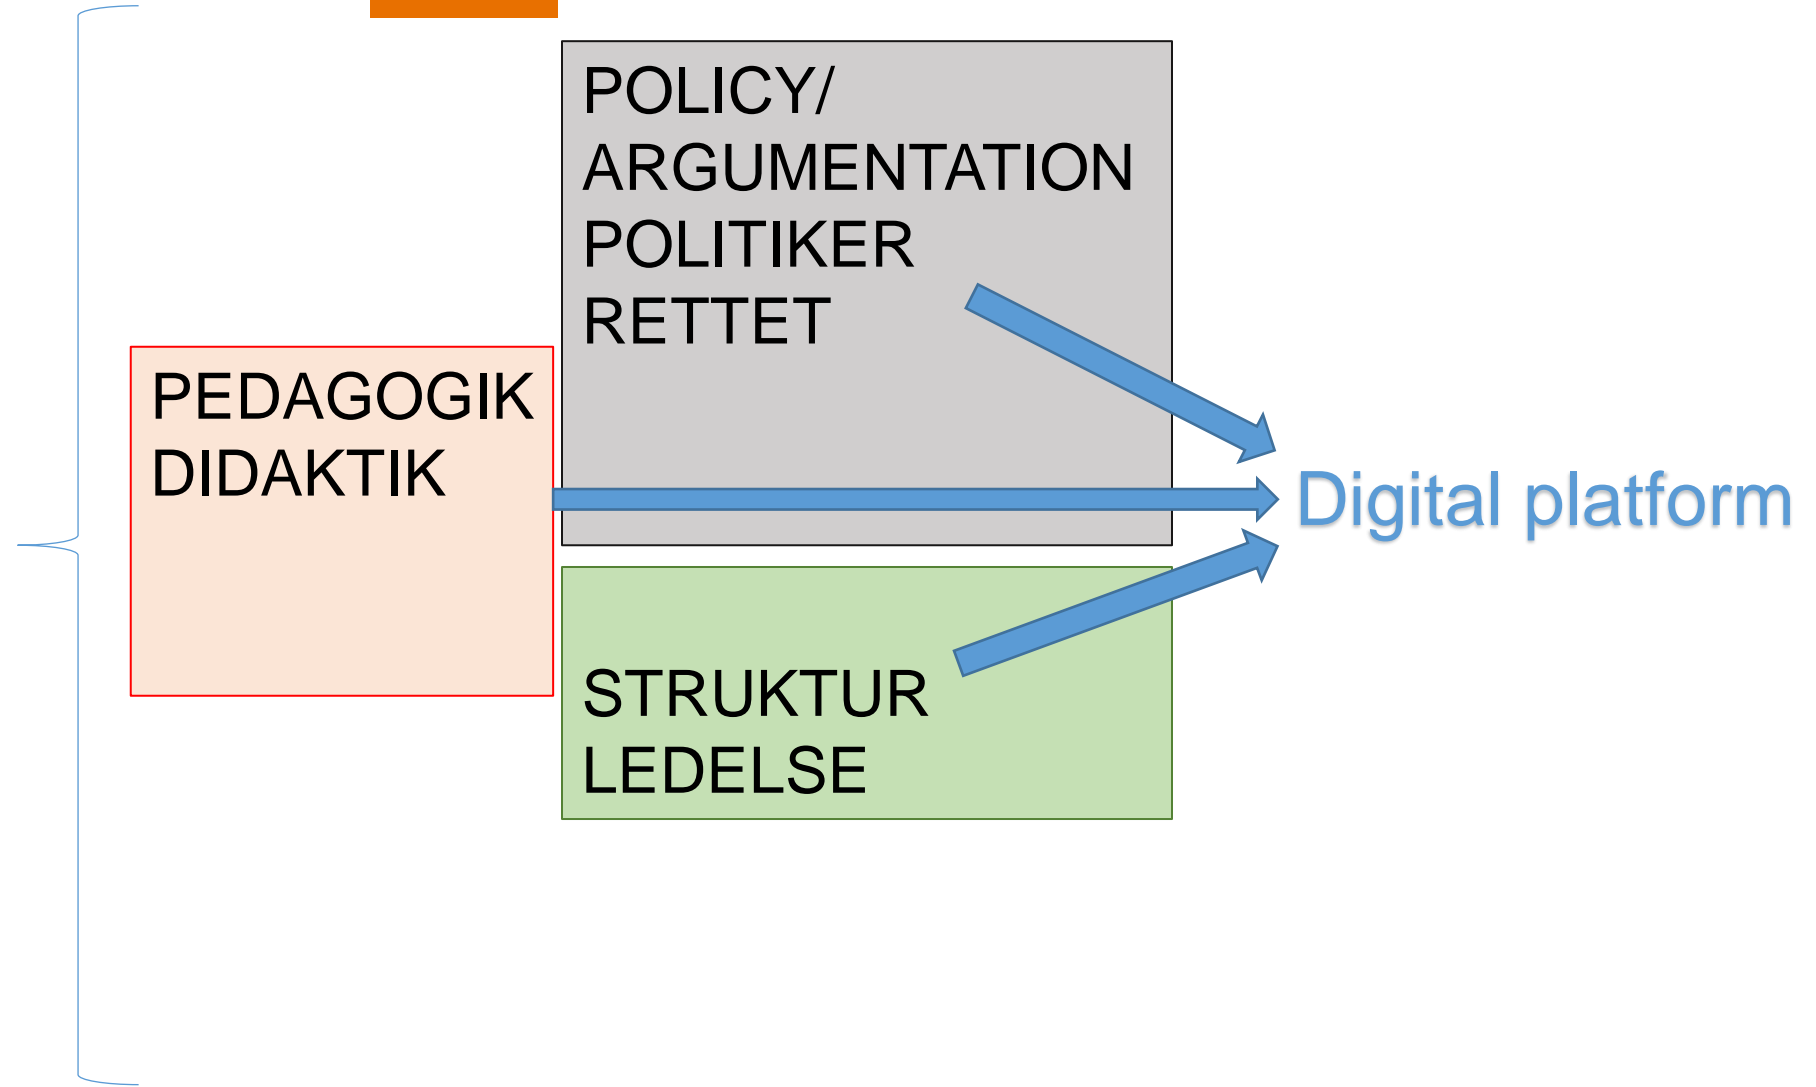 POLICY/
ARGUMENTATION
POLITIKER
RETTET
PEDAGOGIK
DIDAKTIK
Digital platform
STRUKTUR
LEDELSE